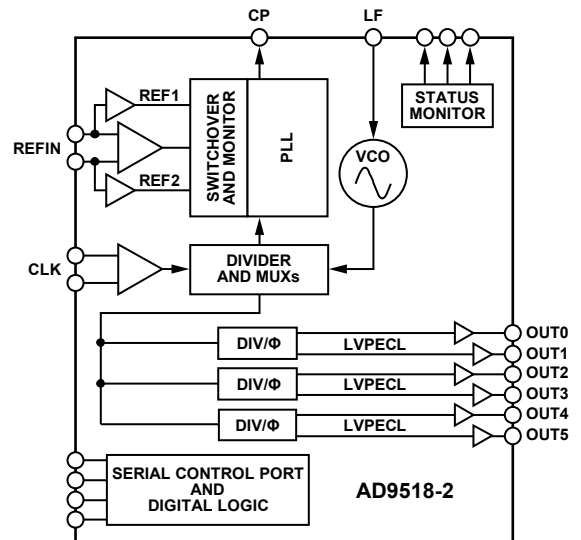 CP
LF
REF1
REFIN
REF2
SWITCHOVER
AND MONITOR
PLL
STATUS
MONITOR
VCO
CLK
DIVIDER
AND MUXs
DIV/Φ
LVPECL
OUT0
OUT1
DIV/Φ
LVPECL
OUT2
OUT3
DIV/Φ
LVPECL
OUT4
OUT5
SERIAL CONTROL PORT
AND
DIGITAL LOGIC
AD9518-2